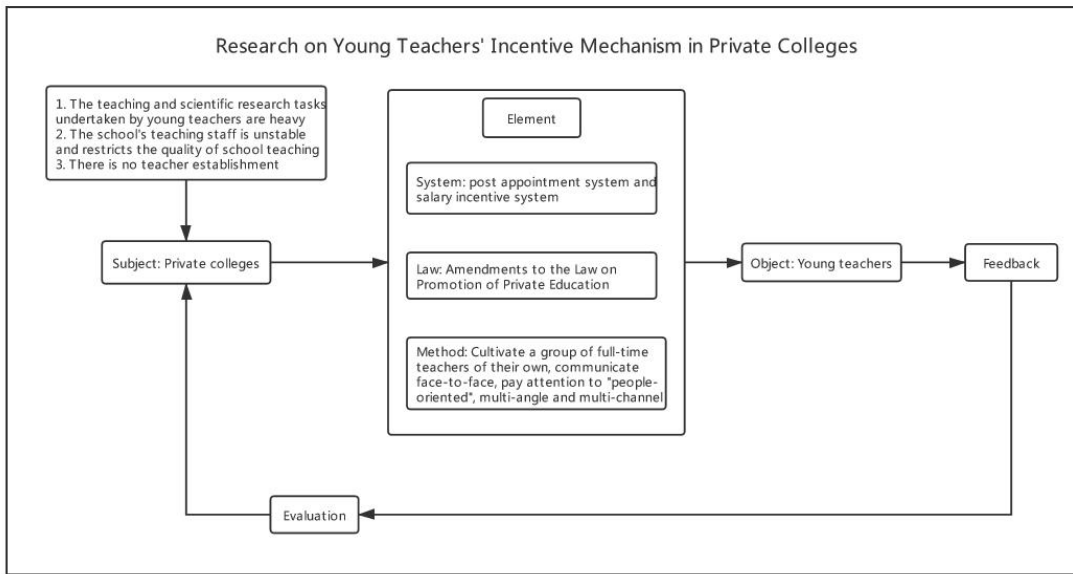 Research on Young Teachers' Incentive Mechanism in Private Colleges
1. The teaching and scientific research tasks
undertaken by young teachers are heavy
2. The school's teaching staff is unstable
and restricts the quality of school teaching
3. There is no teacher establishment
Element
System: post appointment system and
salary incentive system
Subject: Private colleges
Law: Amendments to the Law on
Promotion of Private Education
Object: Young teachers
Feedback
Method: Cultivate a group of full-time
teachers of their own, communicate
face-to-face, pay attention to "people-
oriented", multi-angle and multi-channel
Evaluation